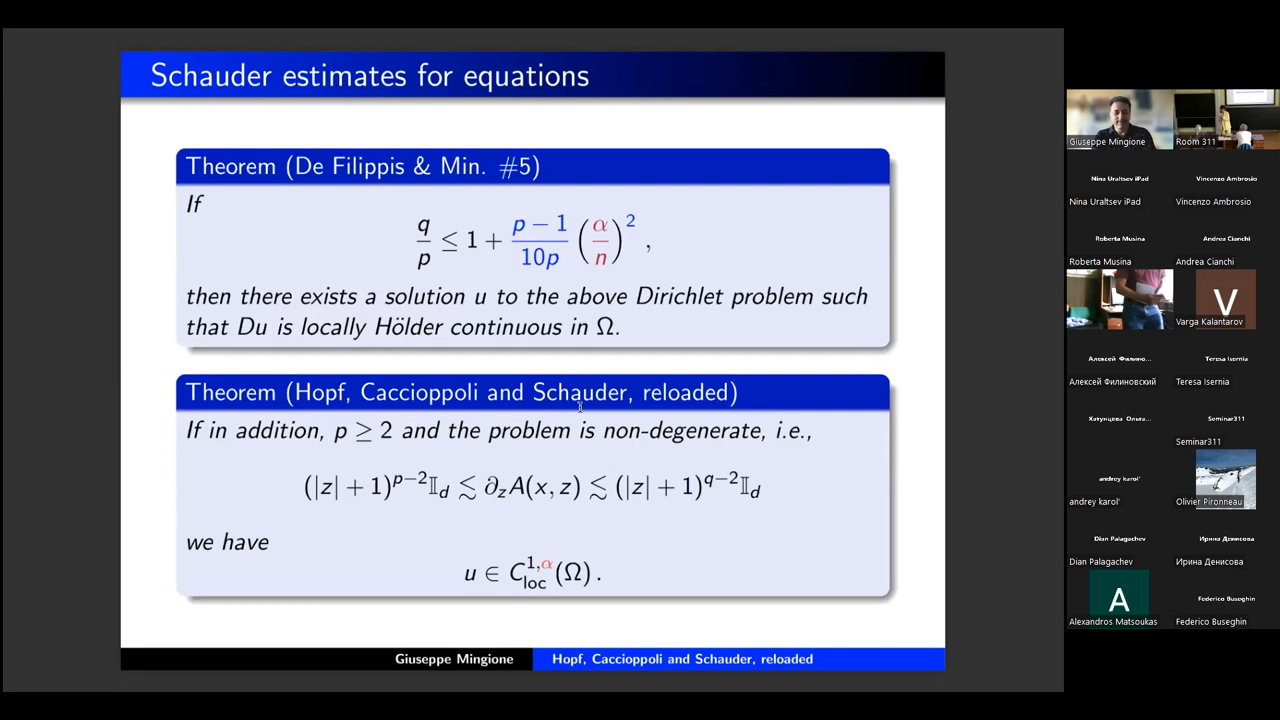 Schauder estimates for equations
Theorem (De Filippis & Min. #5)
If
q/p ≤ 1 + (p − 1)/(10p) (α/n)^2 ,
then there exists a solution u to the above Dirichlet problem such
that Du is locally Hölder continuous in Ω.
Theorem (Hopf, Caccioppoli and Schauder, reloaded)
If in addition, p ≥ 2 and the problem is non-degenerate, i.e.,
(|z| + 1)^{p−2} 𝕀_d ≲ ∂_z A(x, z) ≲ (|z| + 1)^{q−2} 𝕀_d
we have
u ∈ C^{1,α}_{loc}(Ω) .
Giuseppe Mingione
Hopf, Caccioppoli and Schauder, reloaded
Giuseppe Mingione
Room 311
Nina Uraltsev iPad
Vincenzo Ambrosio
Nina Uraltsev iPad
Vincenzo Ambrosio
Roberta Musina
Andrea Cianchi
Roberta Musina
Andrea Cianchi
V
Varga Kalantarov
Алексей Филино...
Teresa Isernia
Алексей Филиновский
Teresa Isernia
Хатунцева Ольга...
Seminar311
Seminar311
andrey karol'
andrey karol'
Olivier Pironneau
Dian Palagachev
Ирина Денисова
Dian Palagachev
Ирина Денисова
A
Federico Buseghin
Alexandros Matsoukas
Federico Buseghin